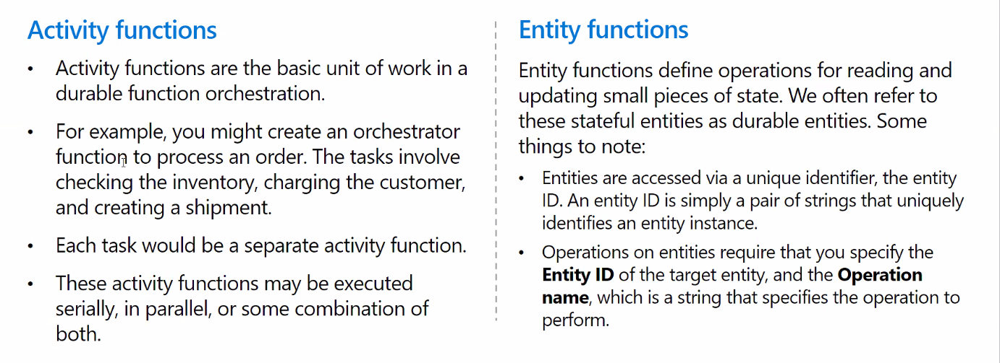 Activity functions
• Activity functions are the basic unit of work in a
durable function orchestration.
• For example, you might create an orchestrator
function to process an order. The tasks involve
checking the inventory, charging the customer,
and creating a shipment.
• Each task would be a separate activity function.
• These activity functions may be executed
serially, in parallel, or some combination of
both.
Entity functions
Entity functions define operations for reading and
updating small pieces of state. We often refer to
these stateful entities as durable entities. Some
things to note:
• Entities are accessed via a unique identifier, the entity
ID. An entity ID is simply a pair of strings that uniquely
identifies an entity instance.
• Operations on entities require that you specify the
Entity ID of the target entity, and the Operation
name, which is a string that specifies the operation to
perform.